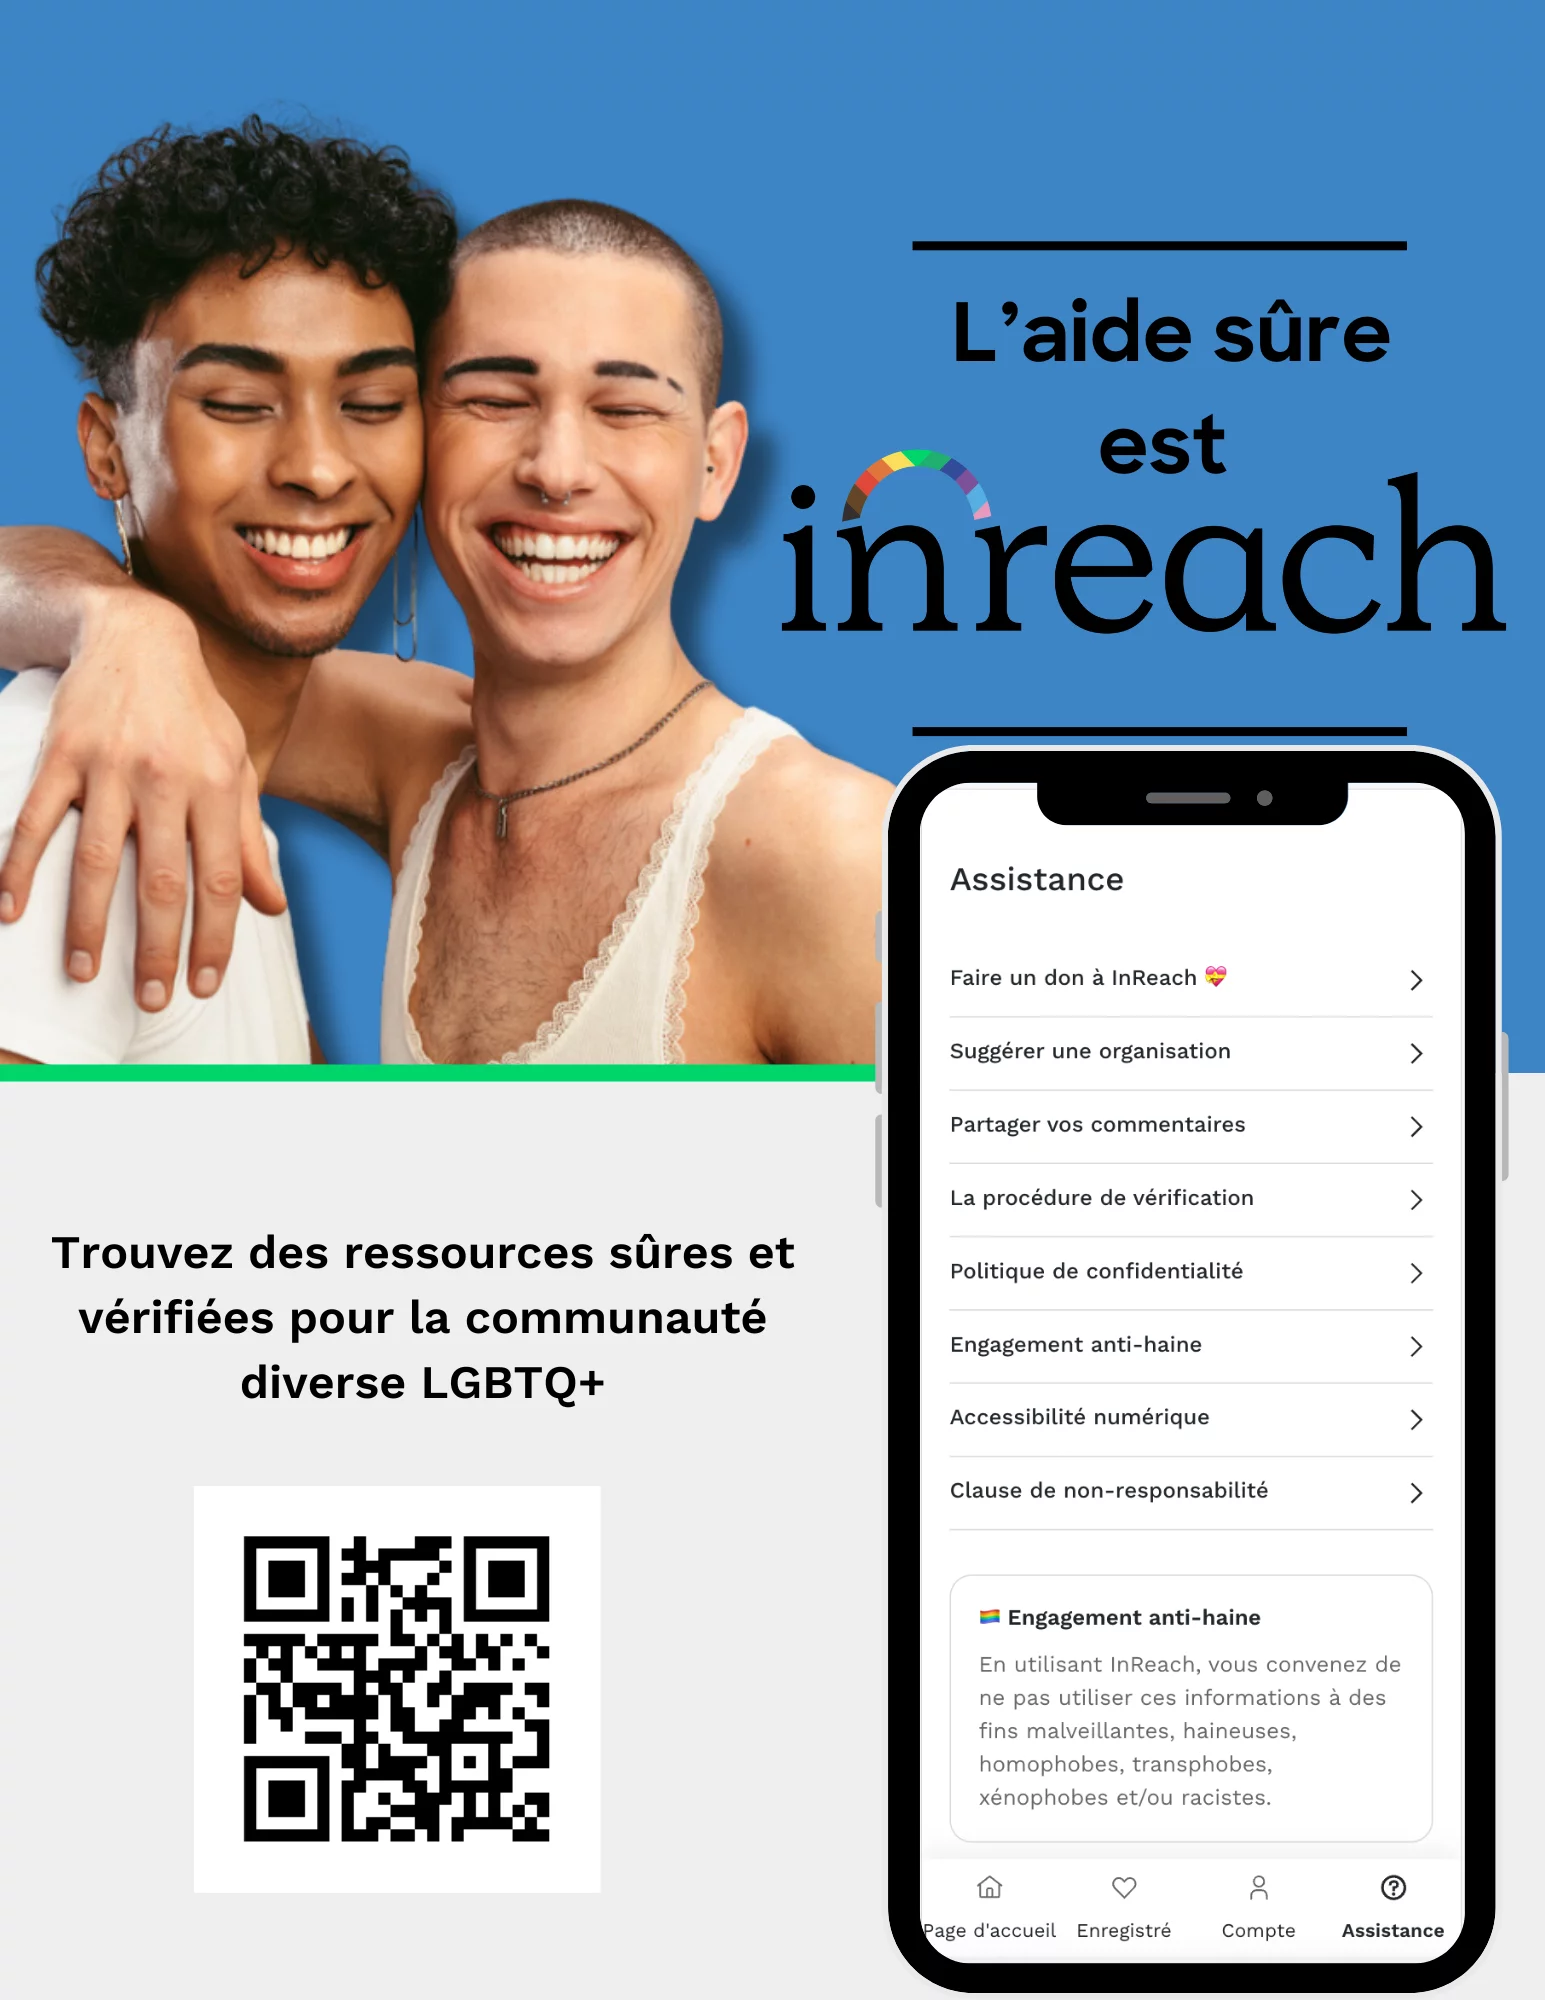 L’aide sûre
est
inreach
Assistance
Faire un don à InReach 💝
Suggérer une organisation
Partager vos commentaires
La procédure de vérification
Politique de confidentialité
Engagement anti-haine
Accessibilité numérique
Clause de non-responsabilité
🏳️‍🌈 Engagement anti-haine
En utilisant InReach, vous convenez de
ne pas utiliser ces informations à des
fins malveillantes, haineuses,
homophobes, transphobes,
xénophobes et/ou racistes.
Page d'accueil Enregistré Compte Assistance
Trouvez des ressources sûres et
vérifiées pour la communauté
diverse LGBTQ+